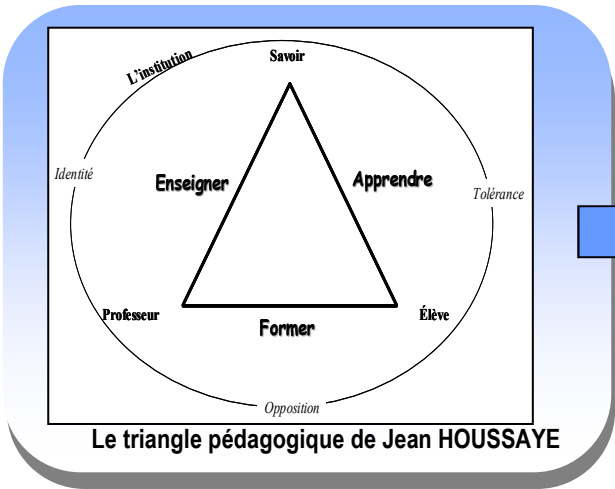 L'institution
Savoir
Identité
Enseigner
Apprendre
Tolérance
Professeur
Élève
Former
Opposition
Le triangle pédagogique de Jean HOUSSAYE